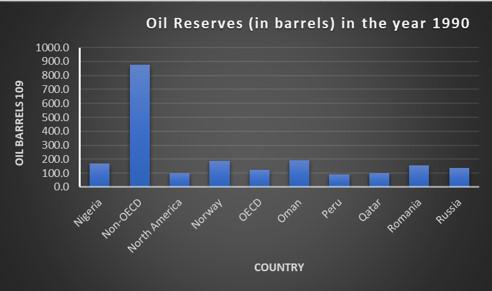 Oil Reserves (in barrels) in the year 1990
1000.0
900.0
800.0
700.0
600.0
500.0
400.0
300.0
200.0
100.0
0.0
OIL BARRELS 109
Nigeria
Non-OECD
North America
Norway
OECD
Oman
Peru
Qatar
Romania
Russia
COUNTRY